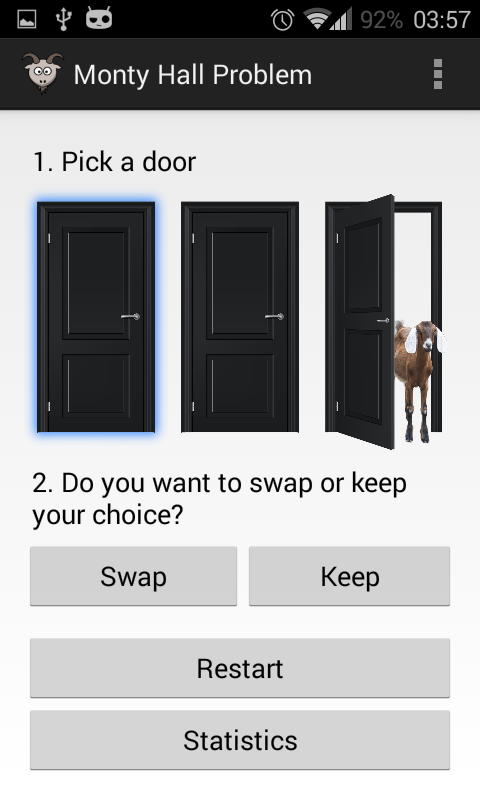 92% 03:57
Monty Hall Problem
1. Pick a door
2. Do you want to swap or keep
your choice?
Swap Keep
Restart
Statistics